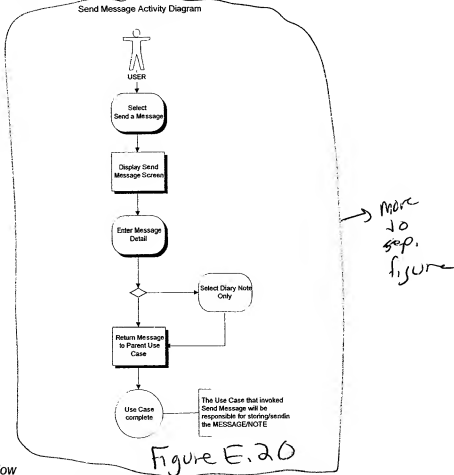 Send Message Activity Diagram
USER
Select
Send a Message
Display Send
Message Screen
Enter Message
Detail
Select Diary Note
Only
Return Message
to Parent Use
Case
Use Case
complete
The Use Case that invoked
Send Message will be
responsible for storing/sendin
the MESSAGE/NOTE
Figure E.20
sep.
figure
ow